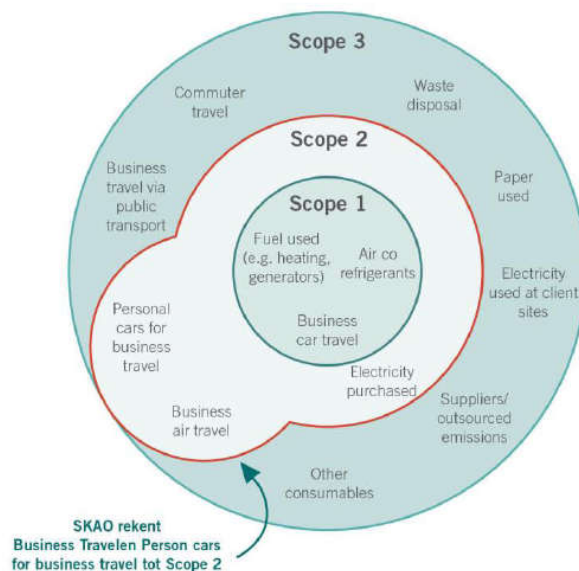 Scope 3
Commuter
travel
Waste
disposal
Scope 2
Business
travel via
public
transport
Paper
used
Scope 1
Fuel used
(e.g. heating,
generators)
Air co
refrigerants
Electricity
used at client
sites
Personal
cars for
business
travel
Business
car travel
Electricity
purchased
Business
air travel
Suppliers/
outsourced
emissions
Other
consumables
SKAO rekent
Business Travelen Person cars
for business travel tot Scope 2